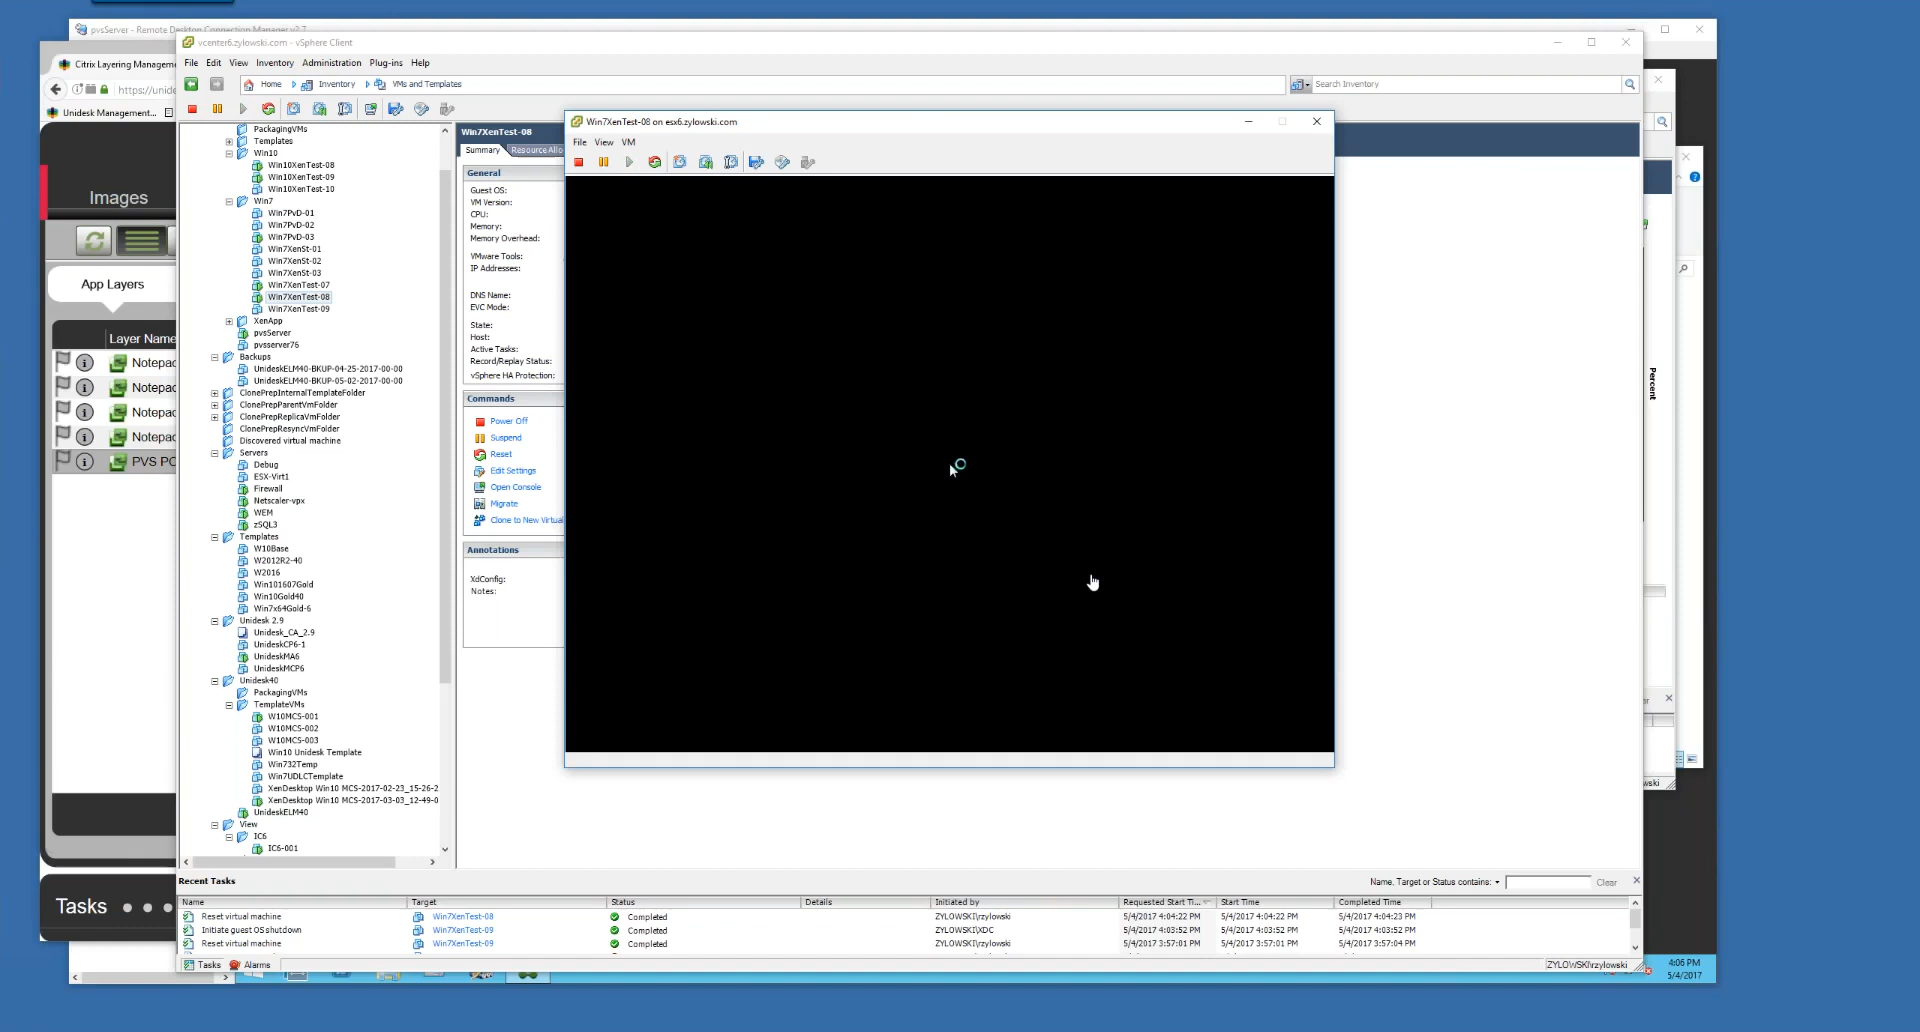 pvsServer - Remote Desktop Connection Manager v2.7
vcenter6.zylowski.com - vSphere Client
Citrix Layering Managem
https://unide
Unidesk Management...
File Edit View Inventory Administration Plug-ins Help
Home Inventory VMs and Templates
Search Inventory
Images
App Layers
Layer Name
Notepad
Notepad
Notepad
Notepad
PVS PC
Tasks
PackagingVMs
Templates
Win10
Win10XenTest-08
Win10XenTest-09
Win10XenTest-10
Win7
Win7PvD-01
Win7PvD-02
Win7PvD-03
Win7XenSt-01
Win7XenSt-02
Win7XenSt-03
Win7XenTest-07
Win7XenTest-08
Win7XenTest-09
XenApp
pvsServer
pvsserver76
Backups
UnideskELM40-BKUP-04-25-2017-00-00
UnideskELM40-BKUP-05-02-2017-00-00
ClonePrepInternalTemplateFolder
ClonePrepParentVmFolder
ClonePrepReplicaVmFolder
ClonePrepResyncVmFolder
Discovered virtual machine
Servers
Debug
ESX-Virt1
Firewall
Netscaler-vpx
WEM
zSQL3
Templates
W10Base
W2012R2-40
W2016
Win101607Gold
Win10Gold40
Win7x64Gold-6
Unidesk 2.9
Unidesk_CA_2.9
UnideskCP6-1
UnideskMA6
UnideskMCP6
Unidesk40
PackagingVMs
TemplateVMs
W10MCS-001
W10MCS-002
W10MCS-003
Win10 Unidesk Template
Win732Temp
Win7UDLCTemplate
XenDesktop Win10 MCS-2017-02-23_15-26-2
XenDesktop Win10 MCS-2017-03-03_12-49-0
UnideskELM40
View
IC6
IC6-001
Win7XenTest-08
Summary Resource Allo
General
Guest OS:
VM Version:
CPU:
Memory:
Memory Overhead:
VMware Tools:
IP Addresses:
DNS Name:
EVC Mode:
State:
Host:
Active Tasks:
Record/Replay Status:
vSphere HA Protection:
Commands
Power Off
Suspend
Reset
Edit Settings
Open Console
Migrate
Clone to New Virtual
Annotations
XdConfig:
Notes:
Win7XenTest-08 on esx6.zylowski.com
File View VM
Percent
Recent Tasks
Name, Target or Status contains: Clear
Name Target Status Details Initiated by Requested Start Ti... Start Time Completed Time
Reset virtual machine Win7XenTest-08 Completed ZYLOWSKI\rzylowski 5/4/2017 4:04:22 PM 5/4/2017 4:04:22 PM 5/4/2017 4:04:23 PM
Initiate guest OS shutdown Win7XenTest-09 Completed ZYLOWSKI\XDC 5/4/2017 4:03:52 PM 5/4/2017 4:03:52 PM 5/4/2017 4:03:52 PM
Reset virtual machine Win7XenTest-09 Completed ZYLOWSKI\rzylowski 5/4/2017 3:57:01 PM 5/4/2017 3:57:01 PM 5/4/2017 3:57:04 PM
Tasks Alarms
ZYLOWSKI\rzylowski
4:06 PM
5/4/2017